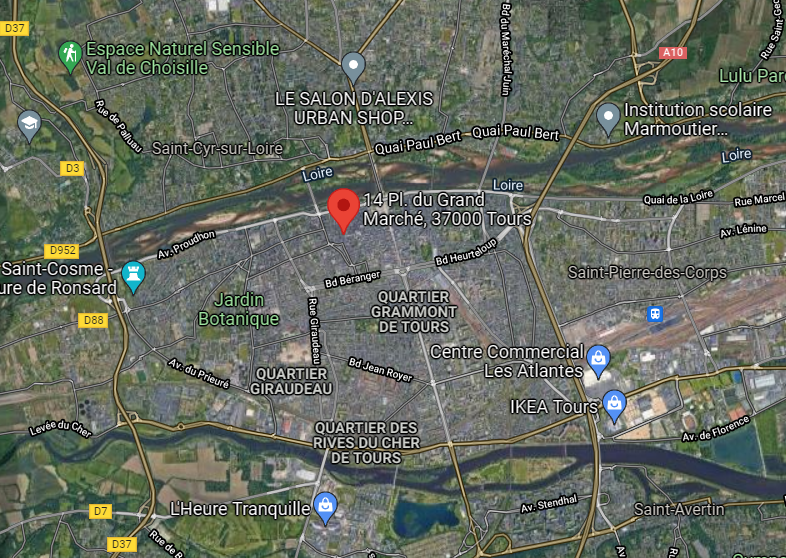 D37
Espace Naturel Sensible
Val de Choisille
Bd du Maréchal Juin
A10
Lulu Par
LE SALON D'ALEXIS
URBAN SHOP...
Institution scolaire
Marmoutier...
Rue de Palluau
Saint-Cyr-sur-Loire
Quai Paul Bert
Quai Paul Bert
D3
Loire
Loire
Loire
14 Pl. du Grand
Marché, 37000 Tours
Quai de la Loire
Rue Marcel
Av. Lénine
Av. Proudhon
D952
Saint-Cosme -
ure de Ronsard
Bd Heurteloup
Bd Béranger
Saint-Pierre-des-Corps
Jardin
Botanique
QUARTIER
GRAMMONT
DE TOURS
D88
Rue Giraudeau
Av. du Prieuré
Bd Jean Royer
QUARTIER
GIRAUDEAU
Centre Commercial
Les Atlantes
IKEA Tours
QUARTIER DES
RIVES DU CHER
DE TOURS
Levée du Cher
Av. de Florence
L'Heure Tranquille
Av. Stendhal
Saint-Avertin
D7
D37